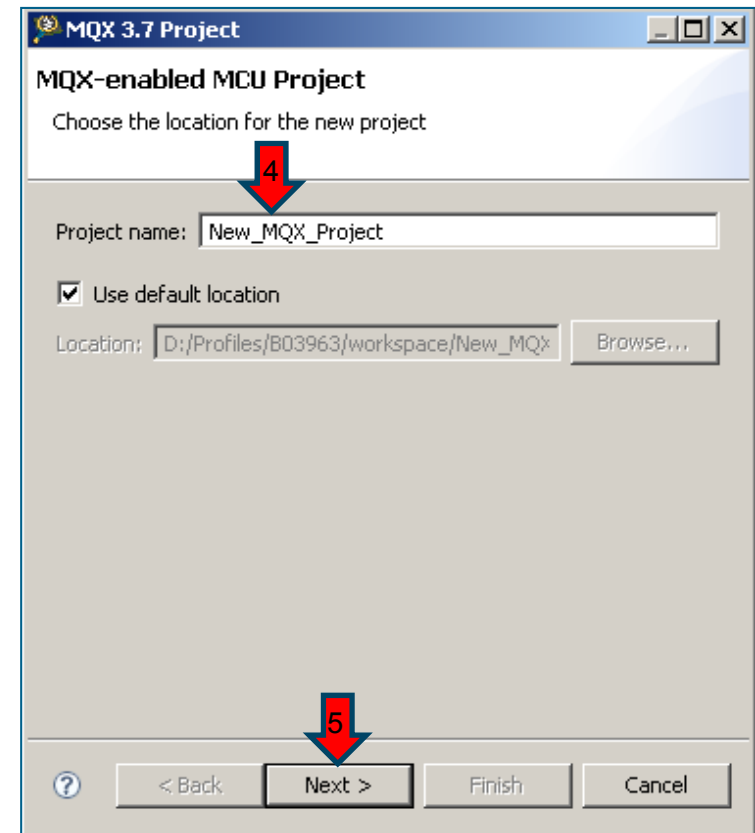 MQX 3.7 Project
MQX-enabled MCU Project
Choose the location for the new project
4
Project name: New_MQX_Project
Use default location
Location: D:/Profiles/B03963/workspace/New_MQX Browse...
5
? < Back Next > Finish Cancel